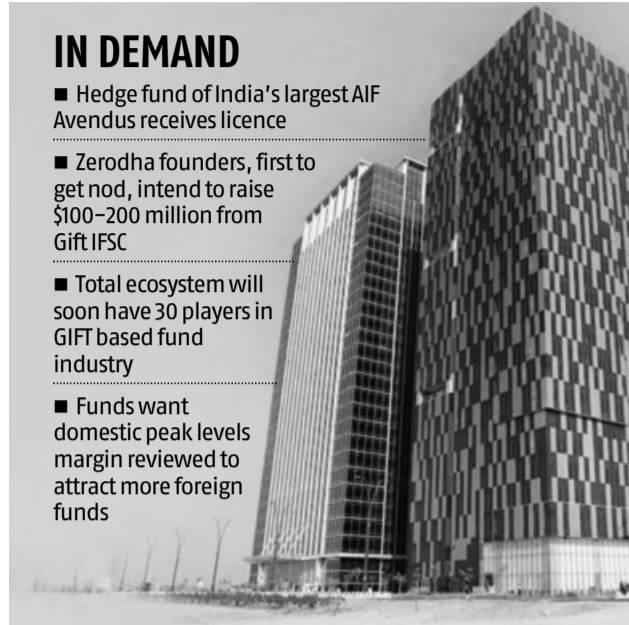 IN DEMAND
■ Hedge fund of India's largest AIF
Avendus receives licence
■ Zerodha founders, first to
get nod, intend to raise
$100-200 million from
Gift IFSC
■ Total ecosystem will
soon have 30 players in
GIFT based fund
industry
■ Funds want
domestic peak levels
margin reviewed to
attract more foreign
funds